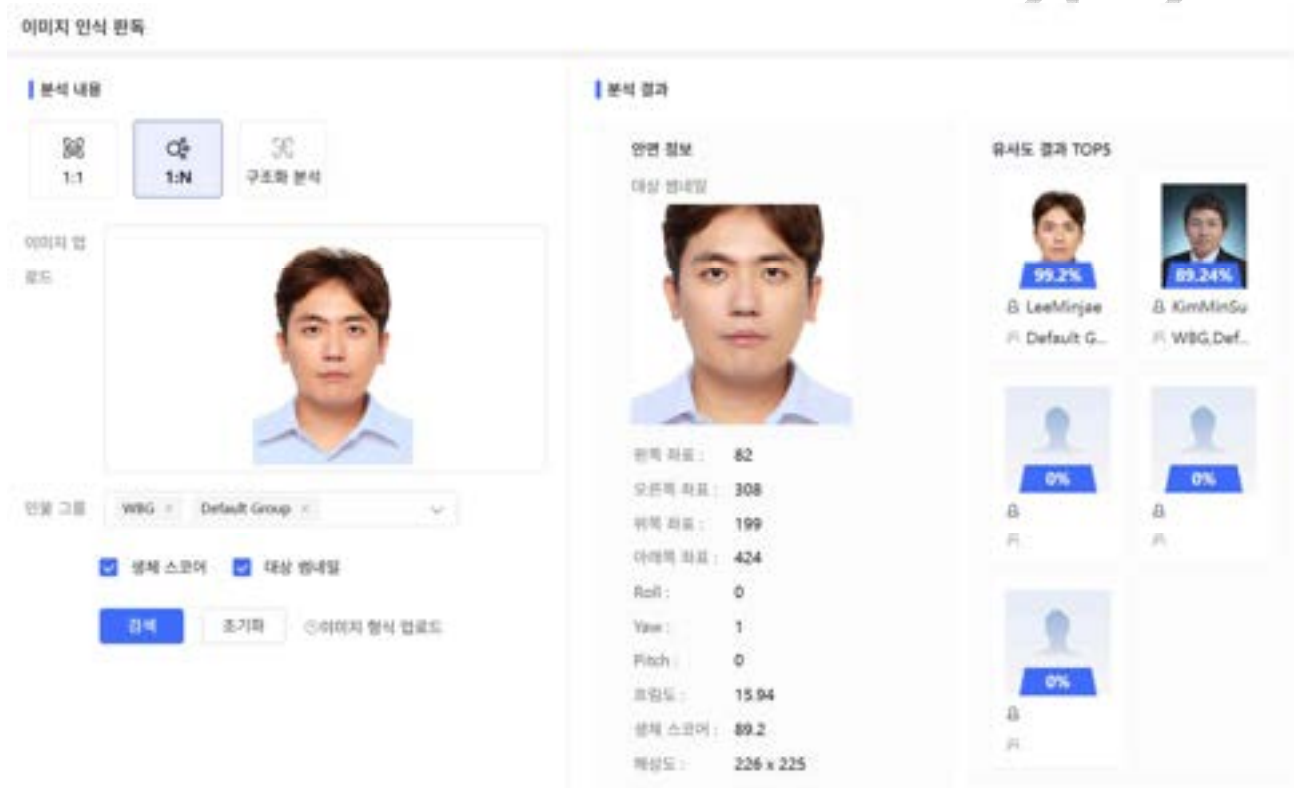 이미지 인식 판독
분석 내용
1:1
1:N
구조화 분석
이미지 업
로드
인물 그룹
WBG ×
Default Group ×
생체 스코어
대상 썸네일
검색
초기화
이미지 형식 업로드
분석 결과
안면 정보
대상 썸네일
왼쪽 좌표 : 82
오른쪽 좌표 : 308
위쪽 좌표 : 199
아래쪽 좌표 : 424
Roll : 0
Yaw : 1
Pitch : 0
흐림도 : 15.94
생체 스코어 : 89.2
해상도 : 226 x 225
유사도 결과 TOP5
99.2%
LeeMinjae
Default G...
89.24%
KimMinSu
WBG,Def...
0%
0%
0%